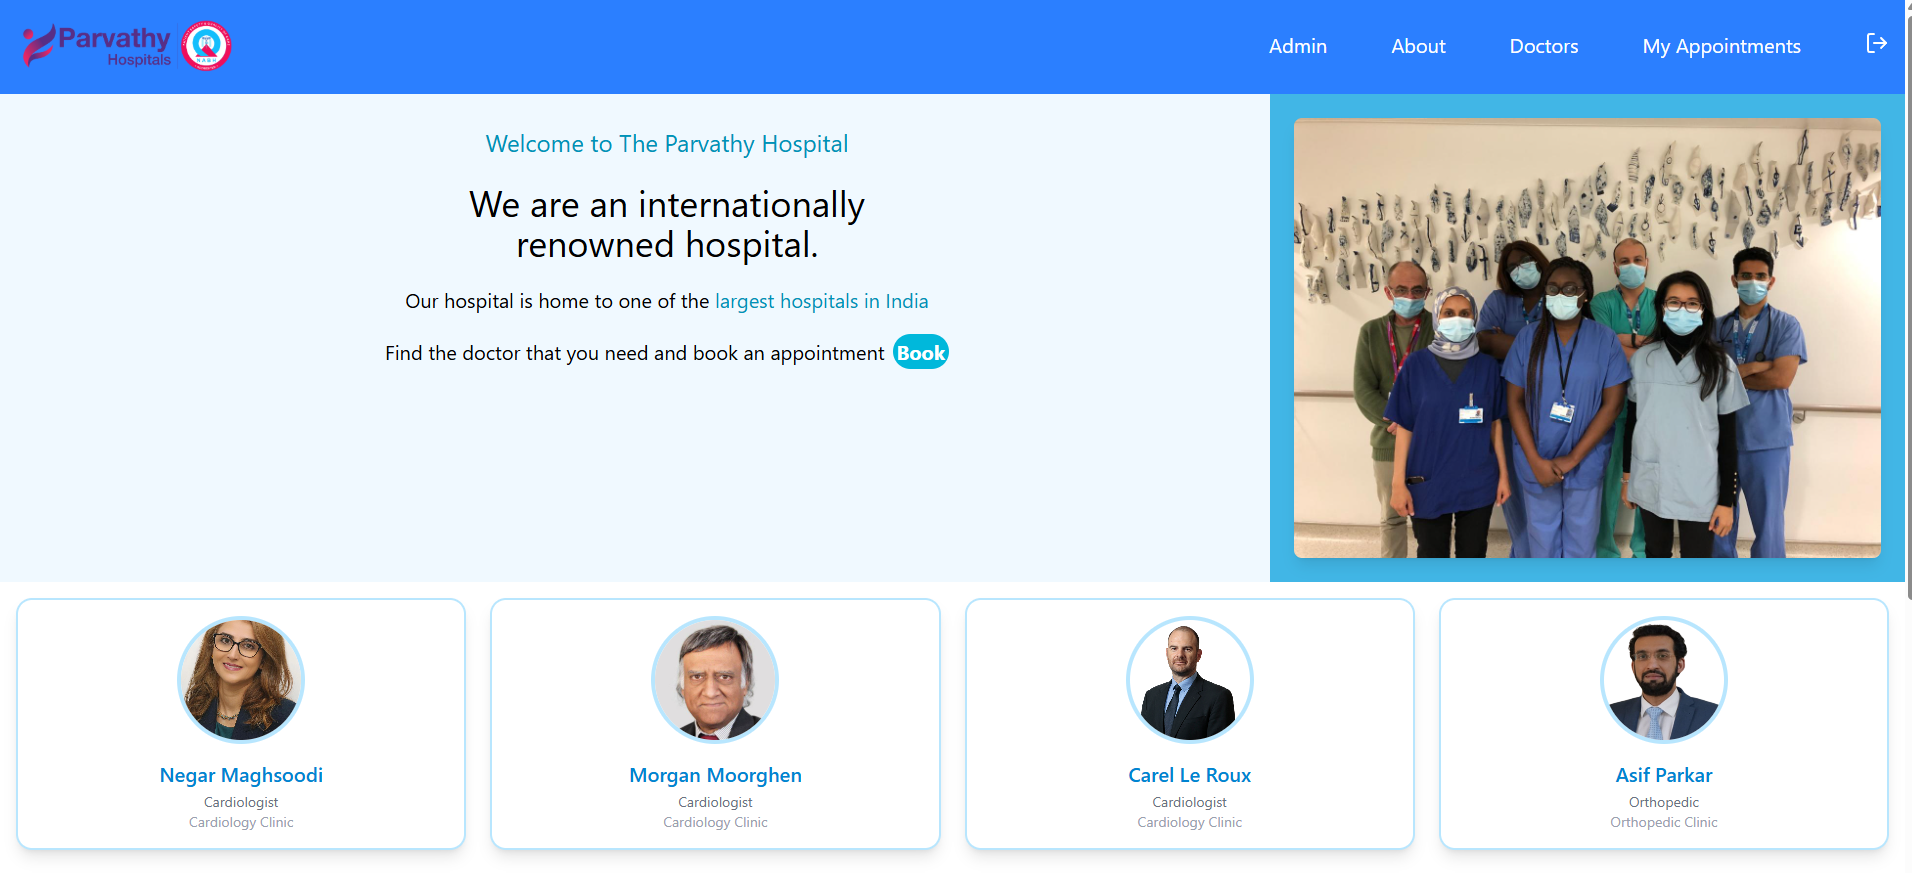 Parvathy
Hospitals
NABH
Admin
About
Doctors
My Appointments
Welcome to The Parvathy Hospital
We are an internationally
renowned hospital.
Our hospital is home to one of the largest hospitals in India
Find the doctor that you need and book an appointment Book
Negar Maghsoodi
Cardiologist
Cardiology Clinic
Morgan Moorghen
Cardiologist
Cardiology Clinic
Carel Le Roux
Cardiologist
Cardiology Clinic
Asif Parkar
Orthopedic
Orthopedic Clinic